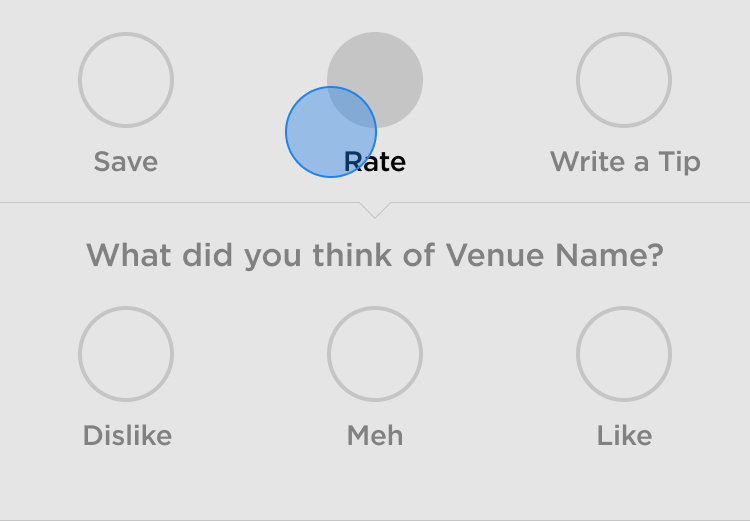 Save
Rate
Write a Tip
What did you think of Venue Name?
Dislike
Meh
Like